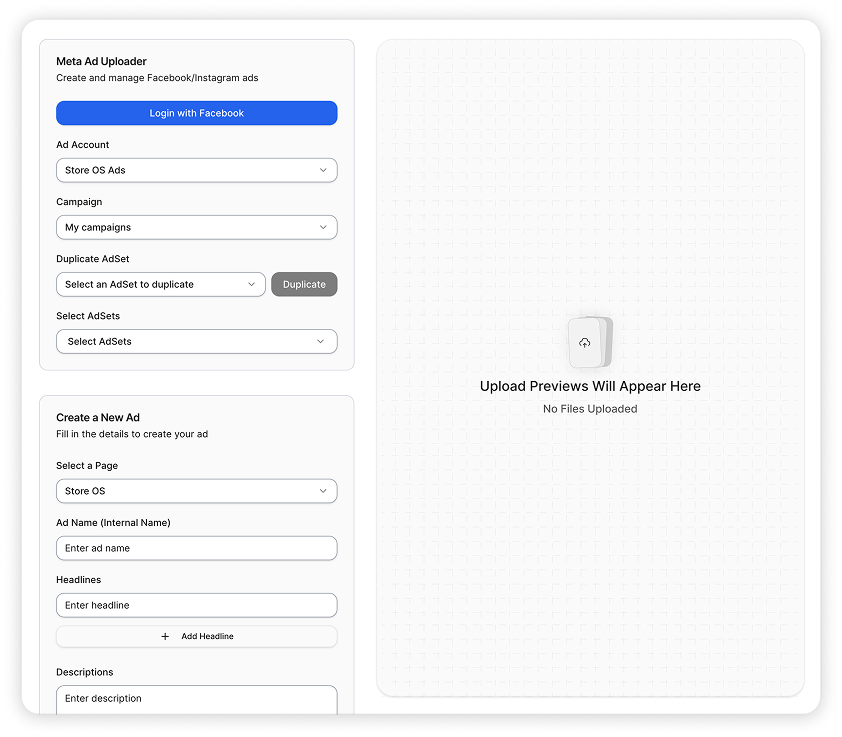 Meta Ad Uploader
Create and manage Facebook/Instagram ads
Login with Facebook
Ad Account
Store OS Ads
Campaign
My campaigns
Duplicate AdSet
Select an AdSet to duplicate
Duplicate
Select AdSets
Select AdSets
Create a New Ad
Fill in the details to create your ad
Select a Page
Store OS
Ad Name (Internal Name)
Enter ad name
Headlines
Enter headline
+ Add Headline
Descriptions
Enter description
Upload Previews Will Appear Here
No Files Uploaded